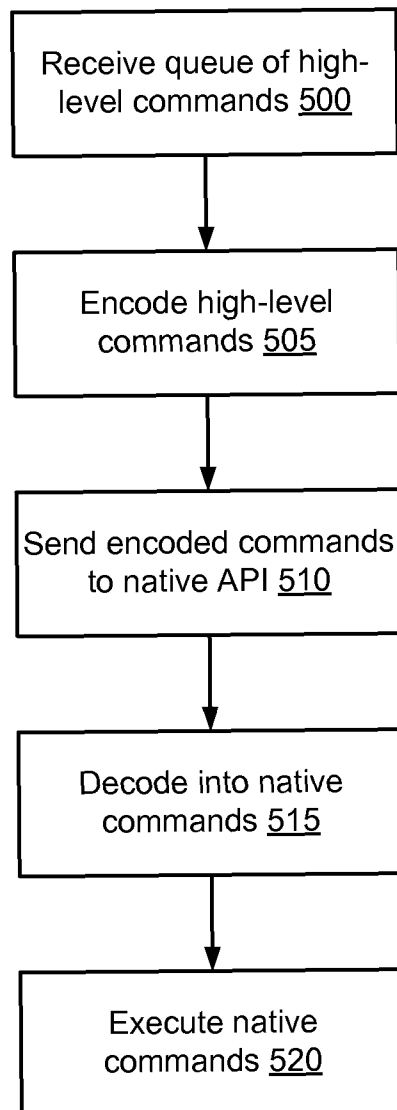 Receive queue of high-
level commands 500
Encode high-level
commands 505
Send encoded commands
to native API 510
Decode into native
commands 515
Execute native
commands 520